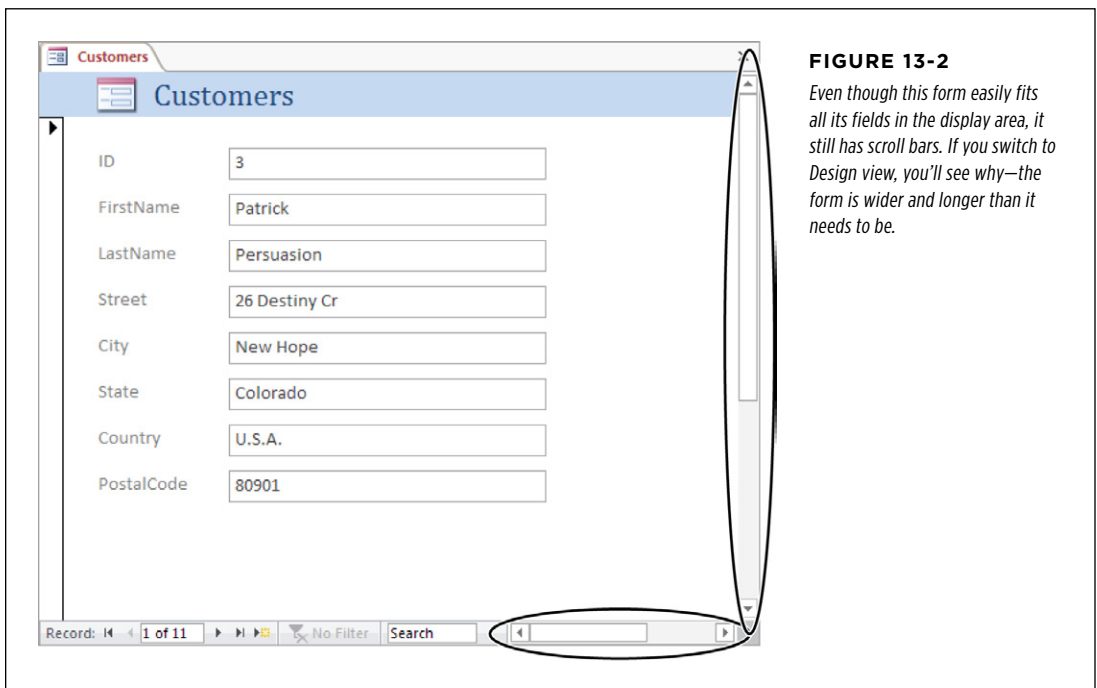 Customers
Customers
ID 3
FirstName Patrick
LastName Persuasion
Street 26 Destiny Cr
City New Hope
State Colorado
Country U.S.A.
PostalCode 80901
Record: 1 of 11 No Filter Search
FIGURE 13-2
Even though this form easily fits
all its fields in the display area, it
still has scroll bars. If you switch to
Design view, you'll see why—the
form is wider and longer than it
needs to be.